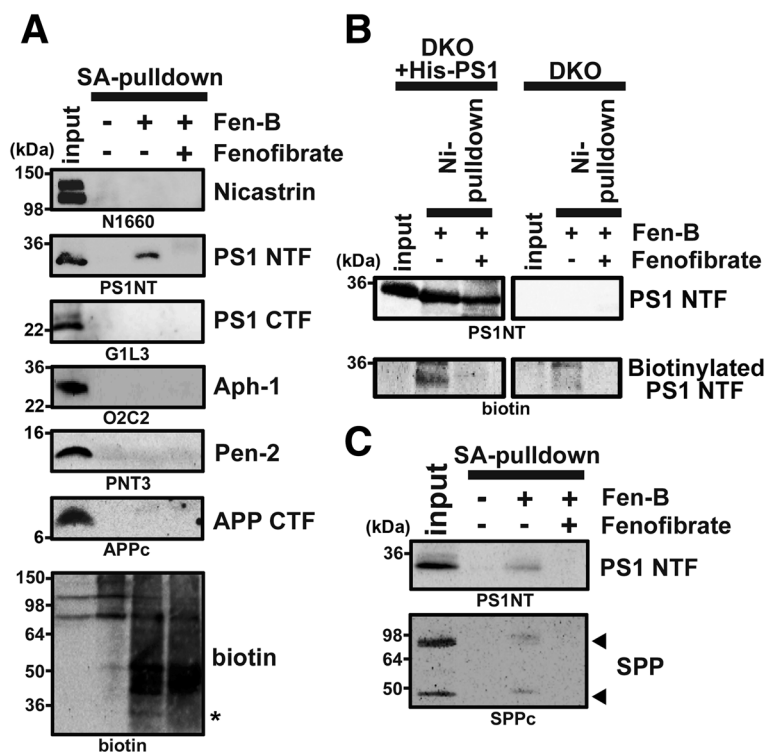 A
SA-pulldown
input - + + Fen-B
(kDa) - - + Fenofibrate
150
98
Nicastrin
N1660
36
PS1 NTF
PS1NT
22
PS1 CTF
G1L3
36
22
Aph-1
O2C2
16
Pen-2
PNT3
6
APP CTF
APPc
150
98
64
50
36
biotin
*
biotin
B
DKO
+His-PS1
DKO
Ni-
pulldown
Ni-
pulldown
input + + input + + Fen-B
(kDa) - + - + Fenofibrate
36
PS1 NTF
PS1NT
36
Biotinylated
PS1 NTF
biotin
C
SA-pulldown
input - + + Fen-B
(kDa) - - + Fenofibrate
36
PS1 NTF
PS1NT
98
64
50
SPP
SPPc